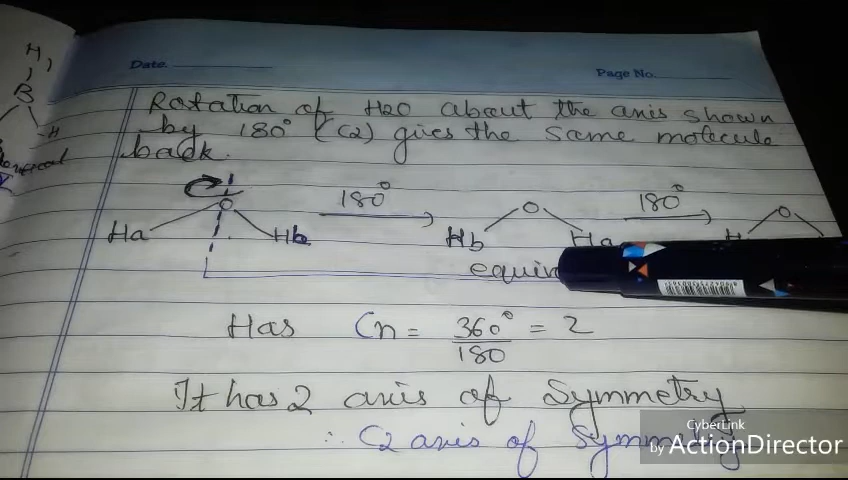 Date
Page No.
H
B
H
Rotation of H2O about the axis shown
by 180° (C2) gives the same molecule
back.
180° 180°
O O O
Ha Hb Hb Ha H
Has Cn = 360° = 2
180
It has 2 axis of Symmetry
∴ C2 axis of Symmetry
CyberLink
by ActionDirector